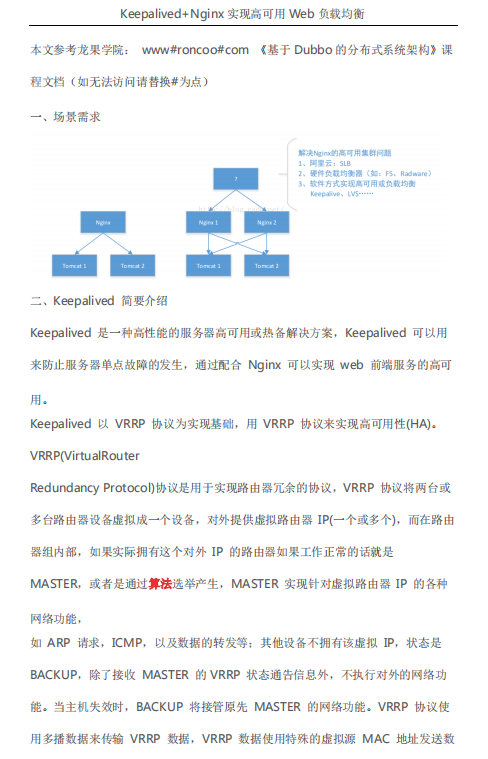 Keepalived+Nginx 实现高可用 Web 负载均衡
本文参考龙果学院： www#roncoo#com 《基于 Dubbo 的分布式系统架构》课
程文档（如无法访问请替换#为点）
一、场景需求
解决Nginx的高可用集群问题
1、阿里云：SLB
2、硬件负载均衡器（如：F5、Radware）
3、软件方式实现高可用或负载均衡
Keepalive、LVS……
?
Nginx
Nginx 1
Nginx 2
Tomcat 1
Tomcat 2
Tomcat 1
Tomcat 2
二、Keepalived 简要介绍
Keepalived 是一种高性能的服务器高可用或热备解决方案，Keepalived 可以用
来防止服务器单点故障的发生，通过配合 Nginx 可以实现 web 前端服务的高可
用。
Keepalived 以 VRRP 协议为实现基础，用 VRRP 协议来实现高可用性(HA)。
VRRP(VirtualRouter
Redundancy Protocol)协议是用于实现路由器冗余的协议，VRRP 协议将两台或
多台路由器设备虚拟成一个设备，对外提供虚拟路由器 IP(一个或多个)，而在路由
器组内部，如果实际拥有这个对外 IP 的路由器如果工作正常的话就是
MASTER，或者是通过算法选举产生，MASTER 实现针对虚拟路由器 IP 的各种
网络功能，
如 ARP 请求，ICMP，以及数据的转发等；其他设备不拥有该虚拟 IP，状态是
BACKUP，除了接收 MASTER 的 VRRP 状态通告信息外，不执行对外的网络功
能。当主机失效时，BACKUP 将接管原先 MASTER 的网络功能。VRRP 协议使
用多播数据来传输 VRRP 数据，VRRP 数据使用特殊的虚拟源 MAC 地址发送数